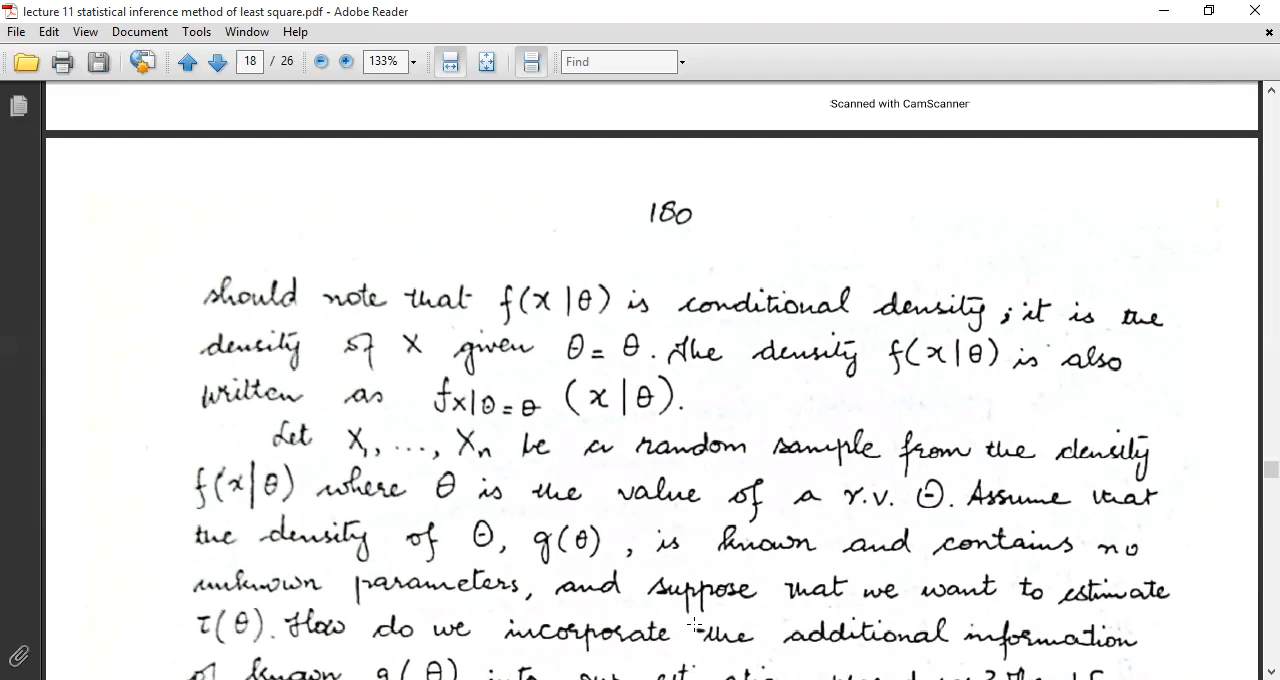 lecture 11 statistical inference method of least square.pdf - Adobe Reader
File Edit View Document Tools Window Help
18 / 26 133% Find
Scanned with CamScanner
180
should note that f(x|θ) is conditional density; it is the
density of X given Θ = θ. The density f(x|θ) is also
written as fX|Θ=θ (x|θ).
Let X1, ..., Xn be a random sample from the density
f(x|θ) where θ is the value of a r.v. Θ. Assume that
the density of Θ, g(θ), is known and contains no
unknown parameters, and suppose that we want to estimate
τ(θ). How do we incorporate the additional information
of known g(θ) into our